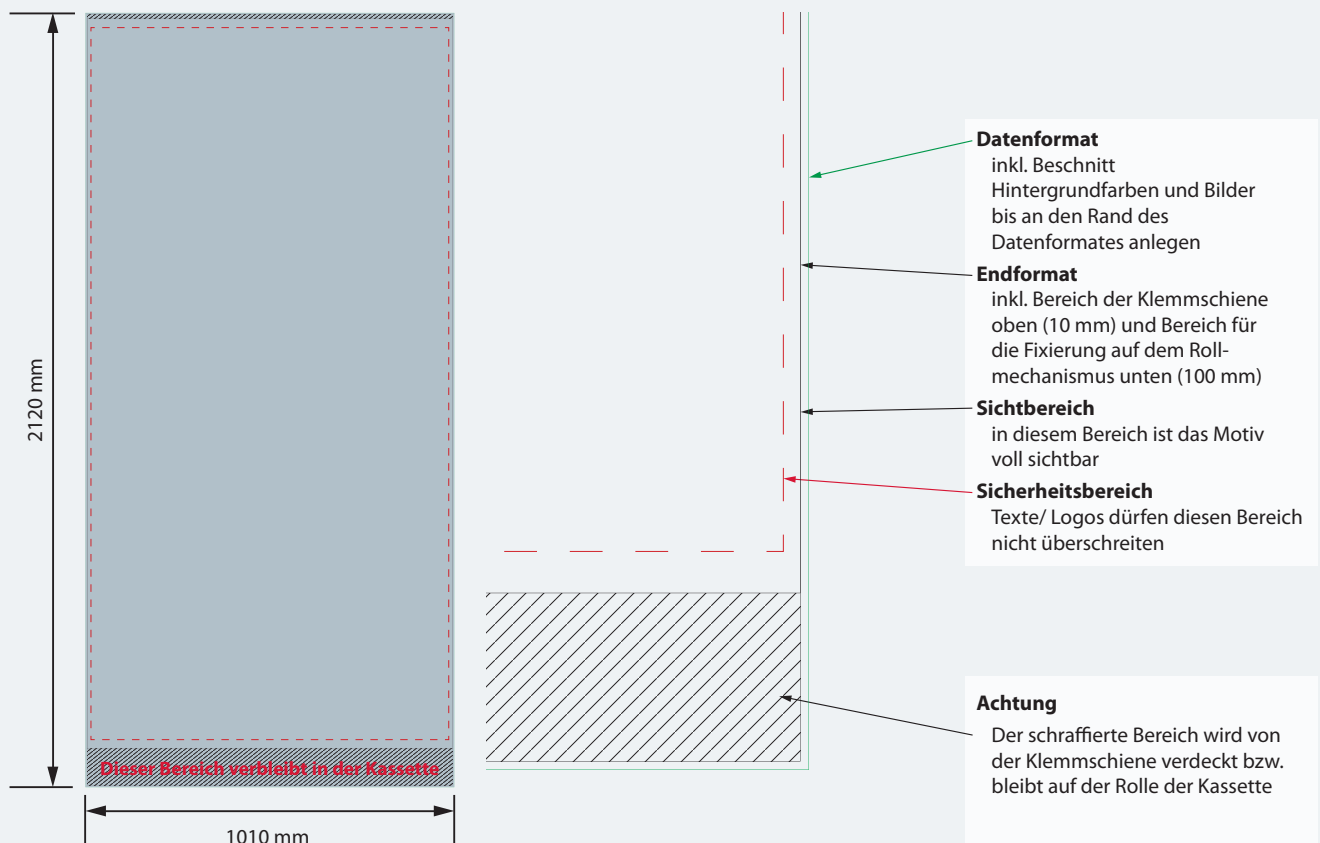 2120 mm
Dieser Bereich verbleibt in der Kassette
1010 mm
Datenformat
inkl. Beschnitt
Hintergrundfarben und Bilder
bis an den Rand des
Datenformates anlegen
Endformat
inkl. Bereich der Klemmschiene
oben (10 mm) und Bereich für
die Fixierung auf dem Roll-
mechanismus unten (100 mm)
Sichtbereich
in diesem Bereich ist das Motiv
voll sichtbar
Sicherheitsbereich
Texte/ Logos dürfen diesen Bereich
nicht überschreiten
Achtung
Der schraffierte Bereich wird von
der Klemmschiene verdeckt bzw.
bleibt auf der Rolle der Kassette